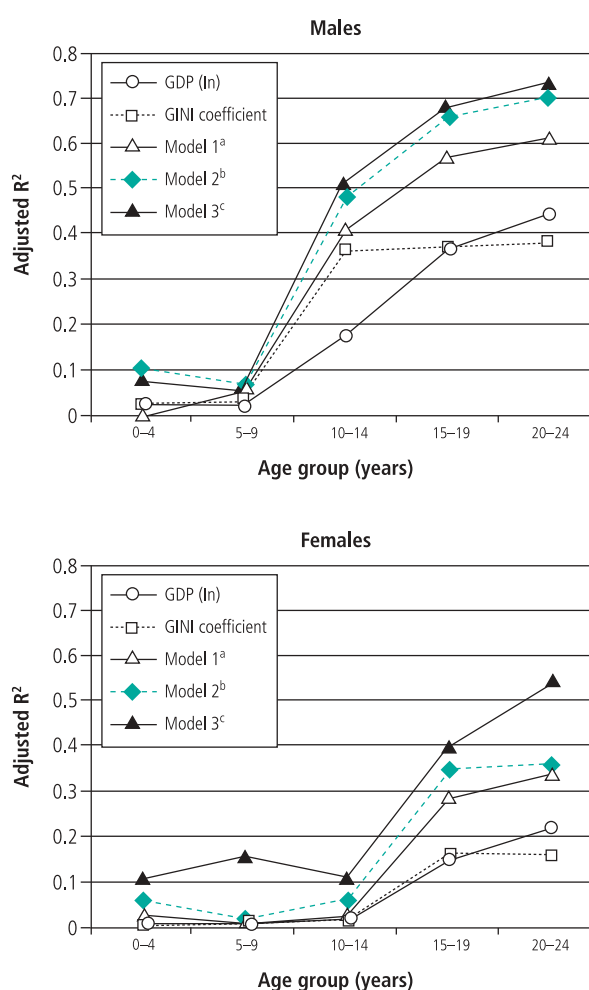 Males
0.8
0.7
0.6
0.5
0.4
0.3
0.2
0.1
0
Adjusted R²
GDP (ln)
GINI coefficient
Model 1ᵃ
Model 2ᵇ
Model 3ᶜ
0–4 5–9 10–14 15–19 20–24
Age group (years)
Females
0.8
0.7
0.6
0.5
0.4
0.3
0.2
0.1
0
Adjusted R²
GDP (ln)
GINI coefficient
Model 1ᵃ
Model 2ᵇ
Model 3ᶜ
0–4 5–9 10–14 15–19 20–24
Age group (years)